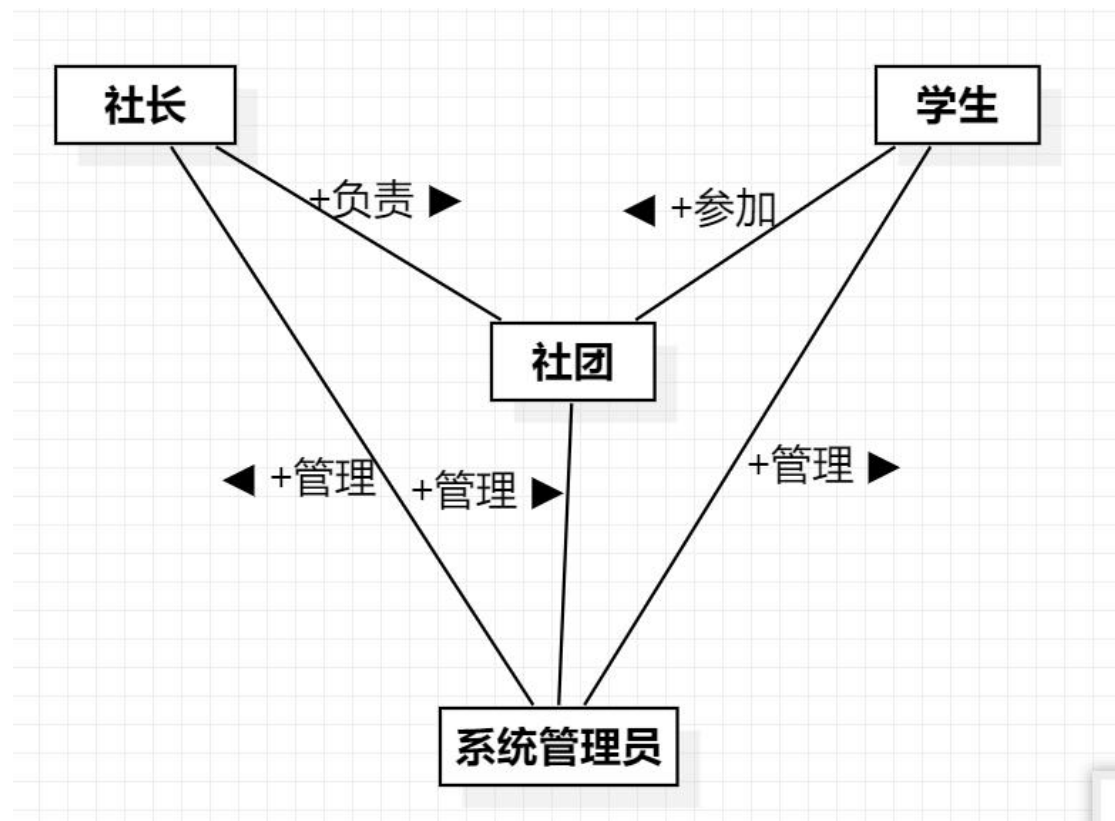 社长
学生
+负责 ▶
◀ +参加
社团
◀ +管理
+管理 ▶
+管理 ▶
系统管理员